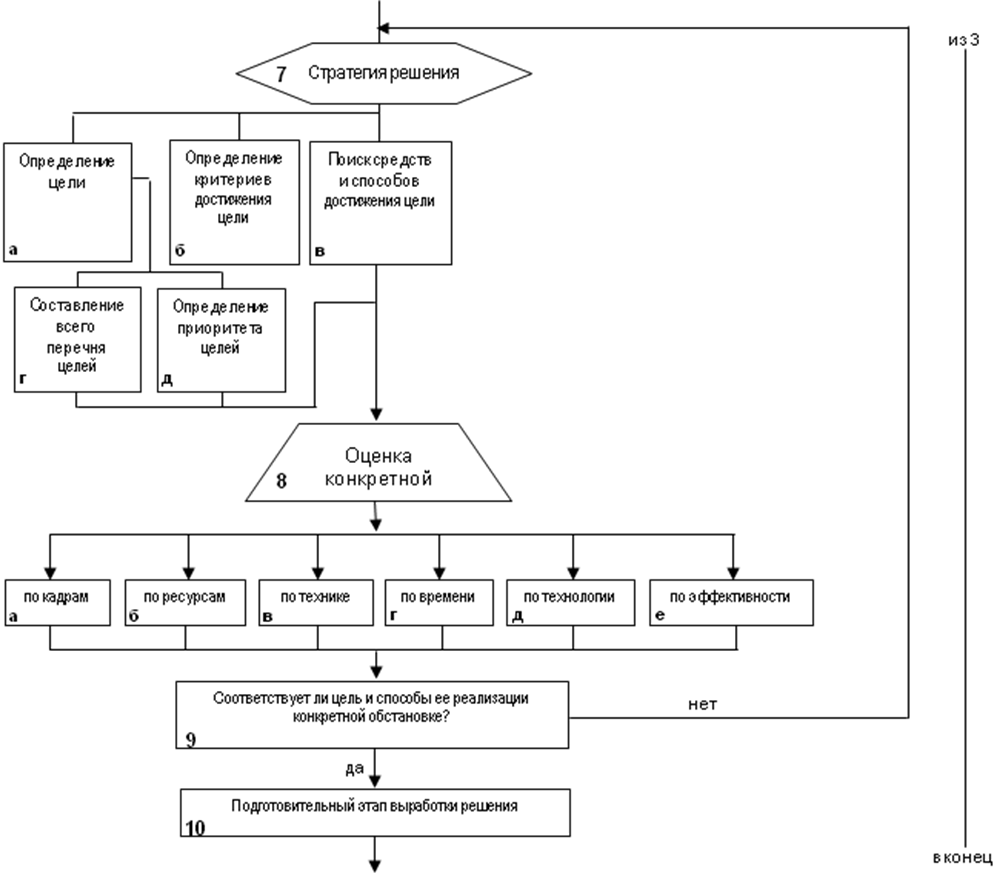 из 3
7 Стратегия решения
Определение
цели
а
Определение
критериев
достижения
цели
б
Поиск средств
и способов
достижения цели
в
Составление
всего
перечня
целей
г
Определение
приоритета
целей
д
Оценка
конкретной
8
по кадрам
а
по ресурсам
б
по технике
в
по времени
г
по технологии
д
по эффективности
е
Соответствует ли цель и способы ее реализации
конкретной обстановке?
9
нет
да
Подготовительный этап выработки решения
10
в конец